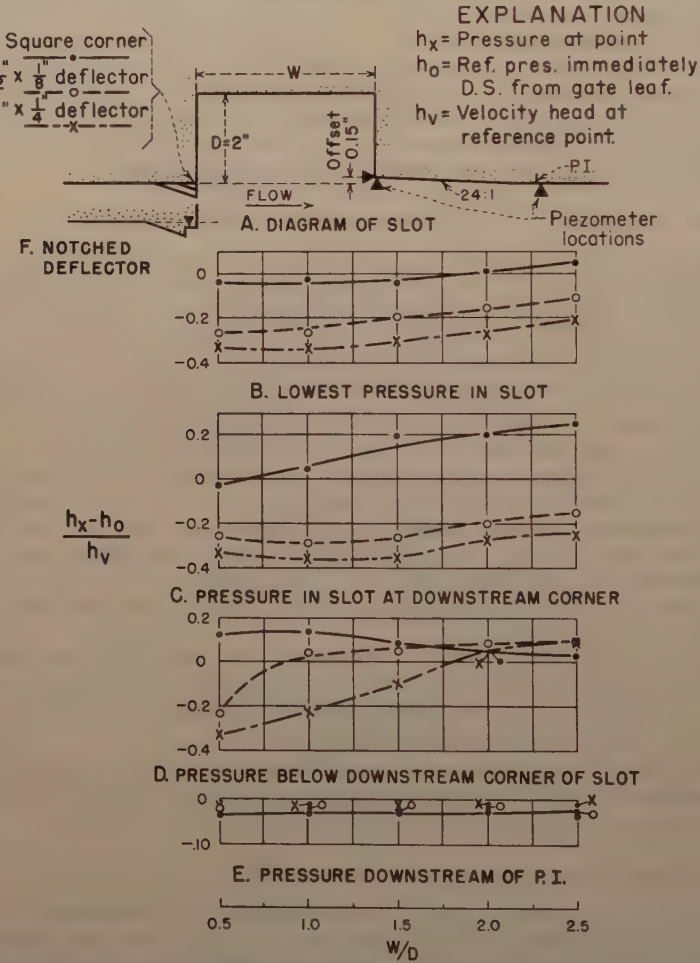 EXPLANATION
hx = Pressure at point
ho = Ref. pres. immediately
D.S. from gate leaf.
hv = Velocity head at
reference point.
Square corner
" × 1/8" deflector
" × 1/4" deflector
W
D=2"
Offset
0.15"
FLOW
24:1
P.I.
Piezometer
locations
A. DIAGRAM OF SLOT
F. NOTCHED
DEFLECTOR
0
-0.2
-0.4
B. LOWEST PRESSURE IN SLOT
0.2
0
-0.2
-0.4
hx-ho
hv
C. PRESSURE IN SLOT AT DOWNSTREAM CORNER
0.2
0
-0.2
-0.4
D. PRESSURE BELOW DOWNSTREAM CORNER OF SLOT
0
-.10
E. PRESSURE DOWNSTREAM OF P.I.
0.5 1.0 1.5 2.0 2.5
W/D